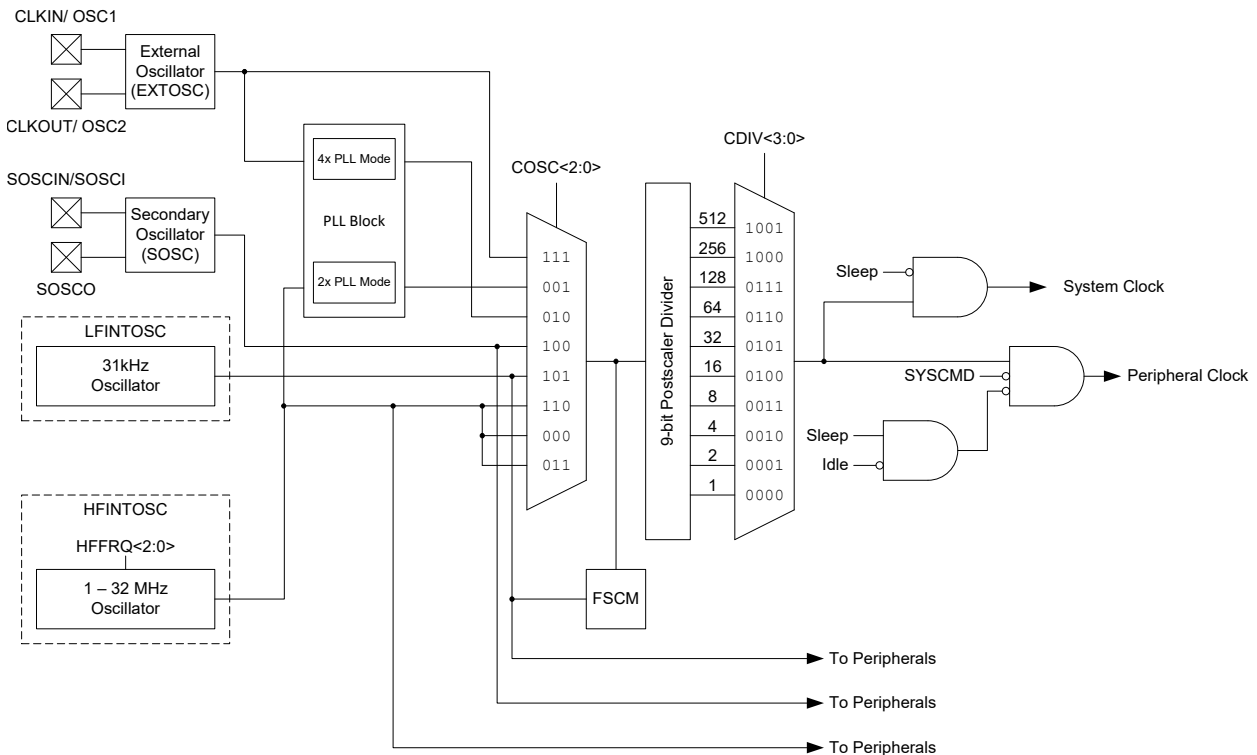 CLKIN/ OSC1
External
Oscillator
(EXTOSC)
CLKOUT/ OSC2
4x PLL Mode
PLL Block
2x PLL Mode
SOSCIN/SOSCI
Secondary
Oscillator
(SOSC)
SOSCO
LFINTOSC
31kHz
Oscillator
HFINTOSC
HFFRQ<2:0>
1 – 32 MHz
Oscillator
COSC<2:0>
111
001
010
100
101
110
000
011
FSCM
9-bit Postscaler Divider
512
256
128
64
32
16
8
4
2
1
CDIV<3:0>
1001
1000
0111
0110
0101
0100
0011
0010
0001
0000
Sleep
System Clock
SYSCMD
Peripheral Clock
Sleep
Idle
To Peripherals
To Peripherals
To Peripherals